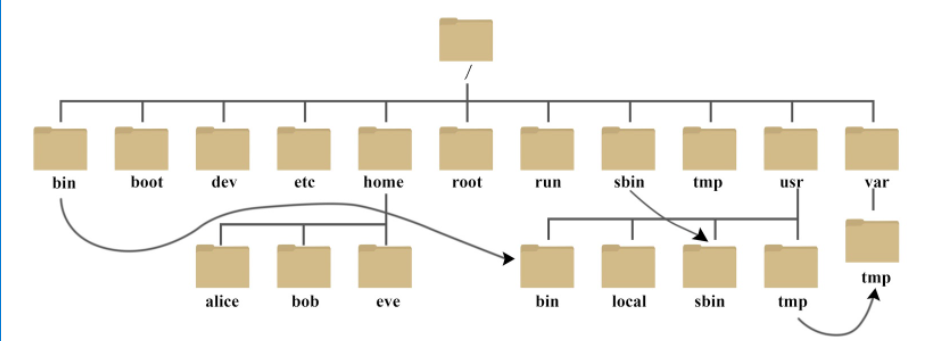 /
bin boot dev etc home root run sbin tmp usr var
tmp
alice bob eve bin local sbin tmp